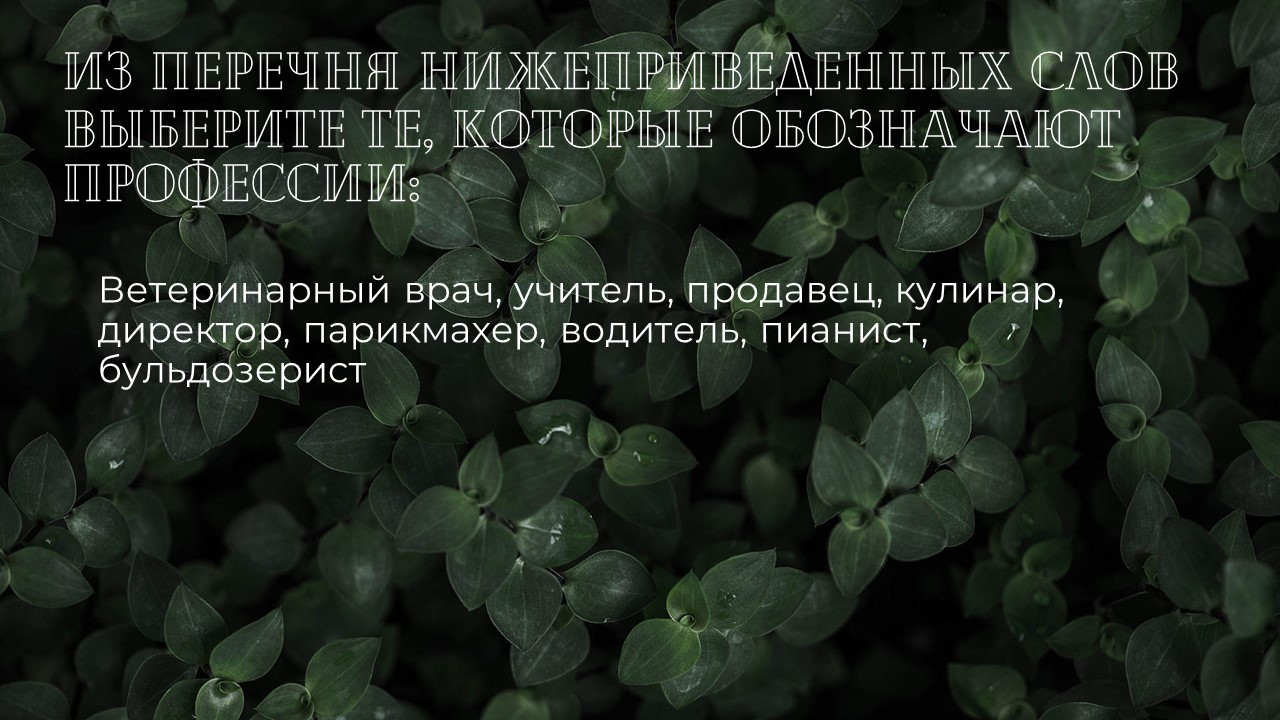 ИЗ ПЕРЕЧНЯ НИЖЕПРИВЕДЕННЫХ СЛОВ
ВЫБЕРИТЕ ТЕ, КОТОРЫЕ ОБОЗНАЧАЮТ
ПРОФЕССИИ:
Ветеринарный врач, учитель, продавец, кулинар,
директор, парикмахер, водитель, пианист,
бульдозерист